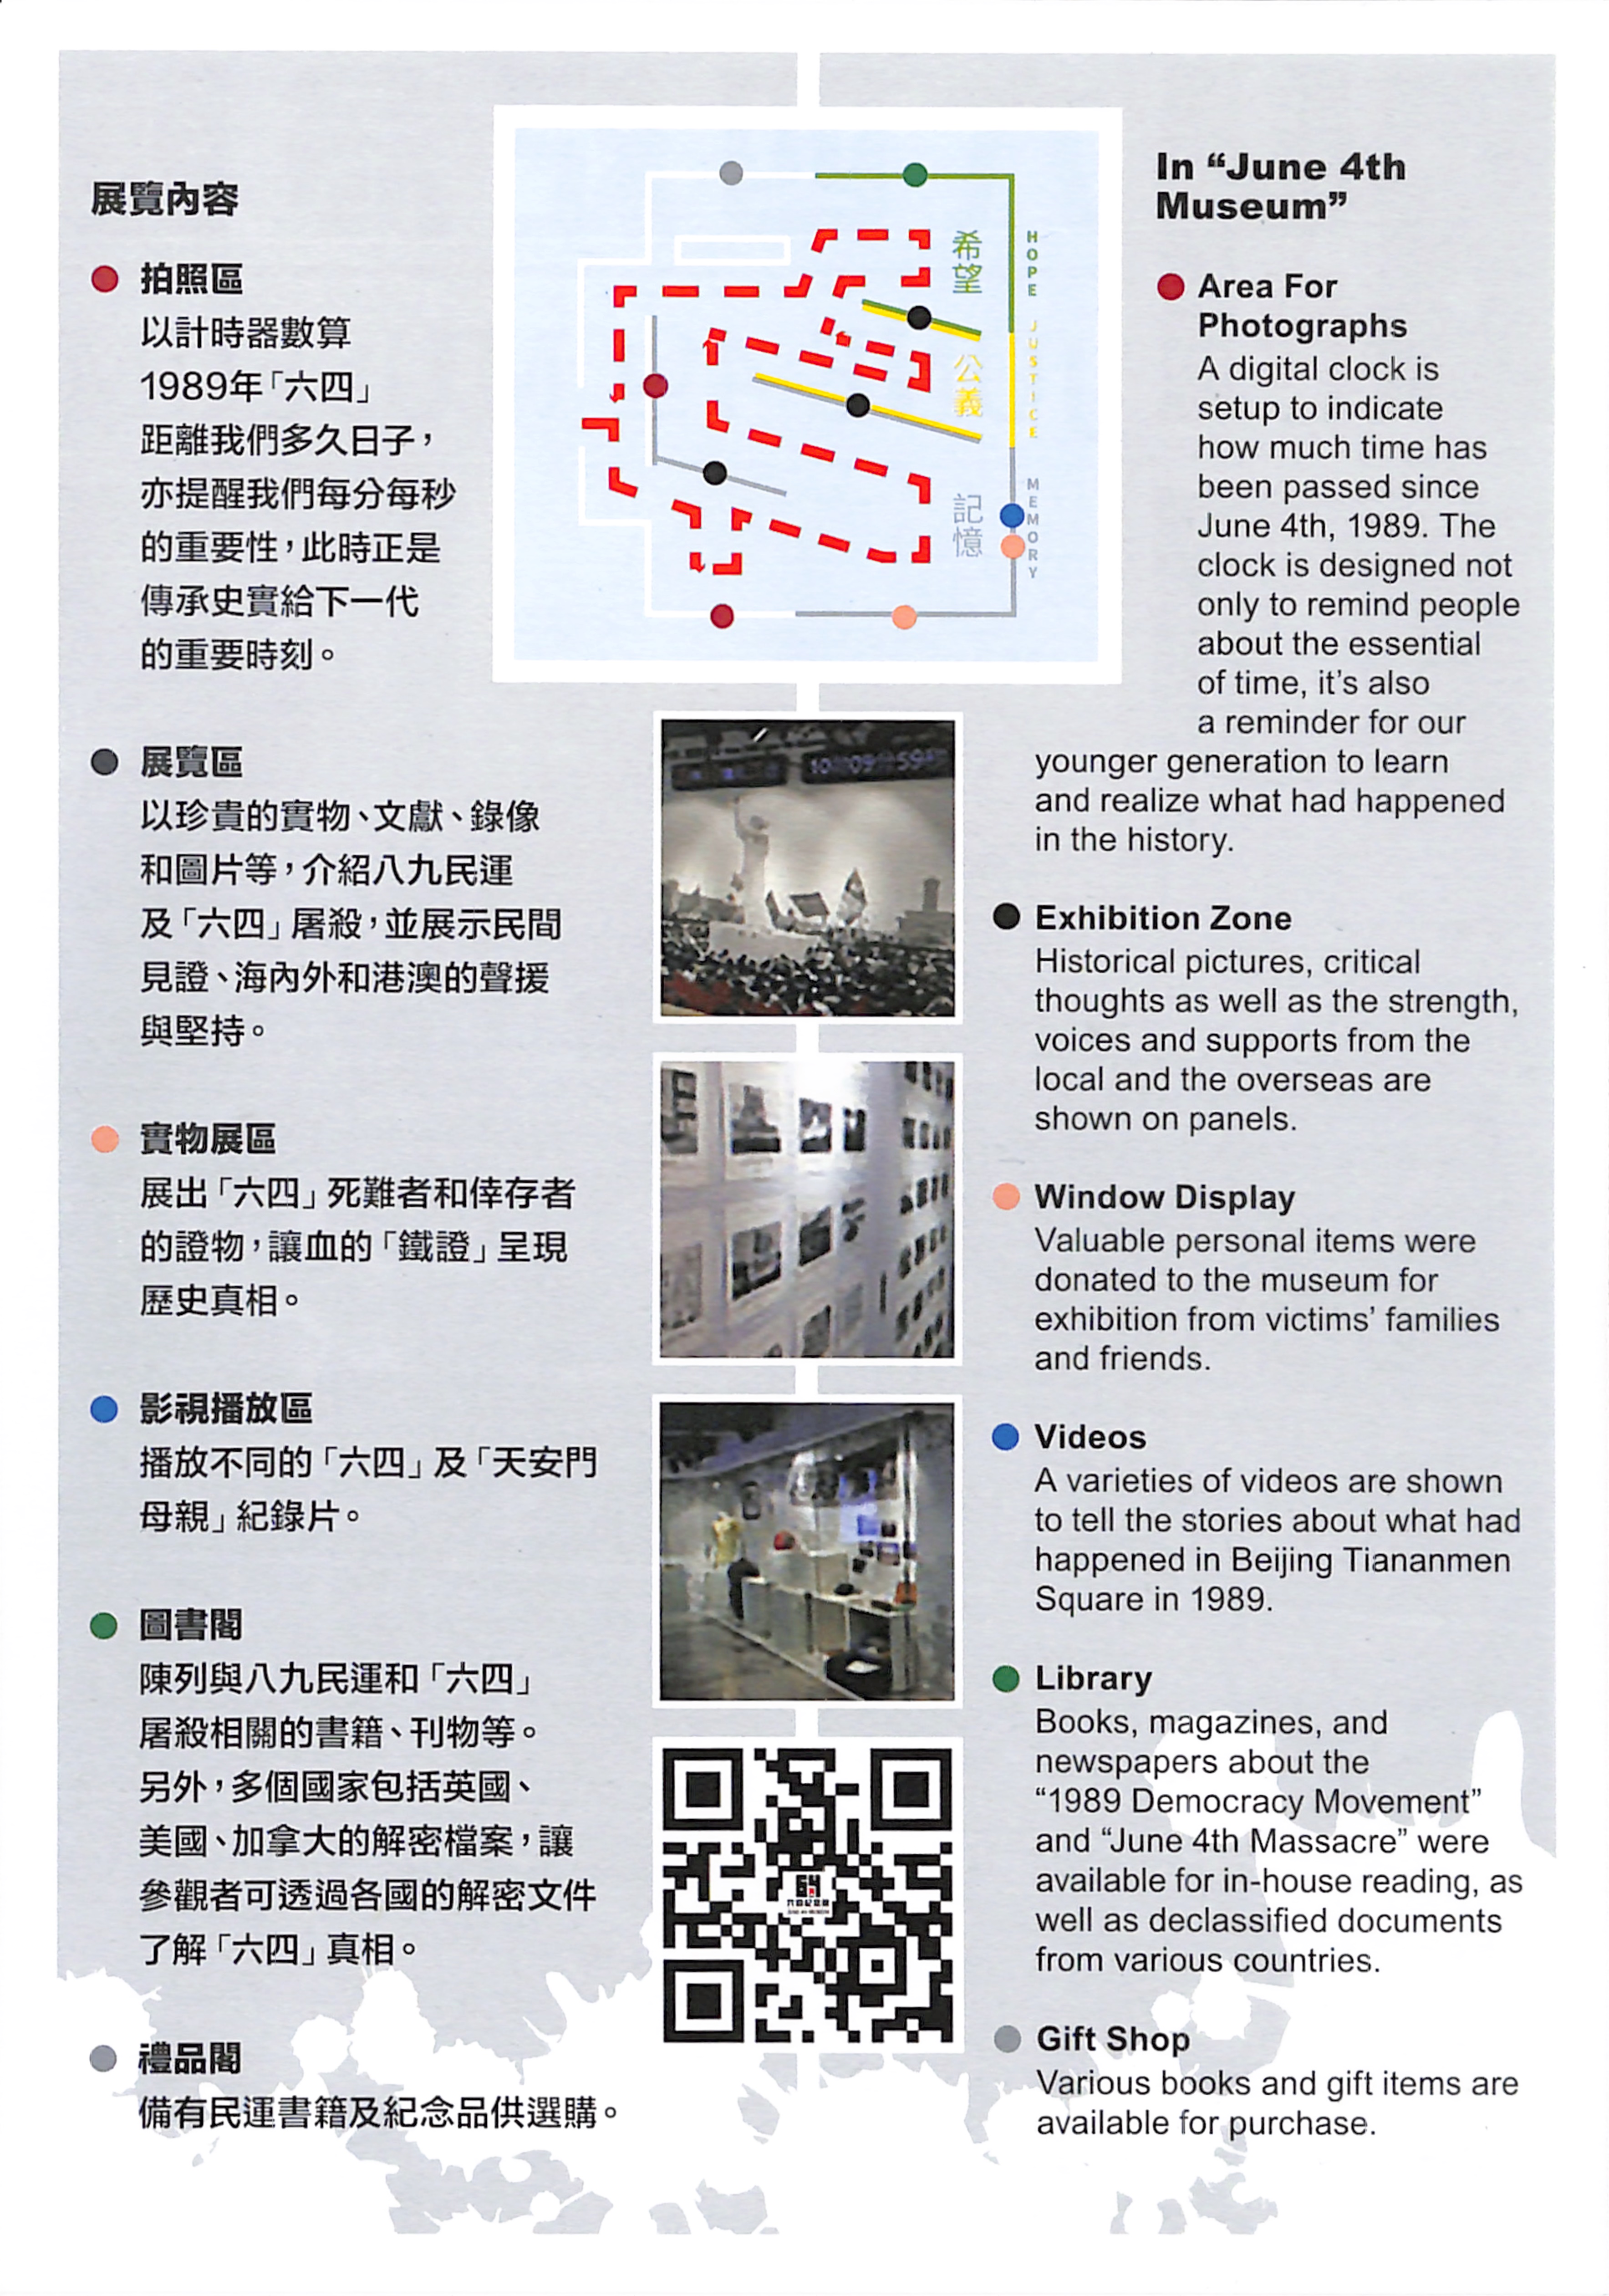 展覽內容
拍照區
以計時器數算
1989年「六四」
距離我們多久日子，
亦提醒我們每分每秒
的重要性，此時正是
傳承史實給下一代
的重要時刻。
展覽區
以珍貴的實物、文獻、錄像
和圖片等，介紹八九民運
及「六四」屠殺，並展示民間
見證、海內外和港澳的聲援
與堅持。
實物展區
展出「六四」死難者和倖存者
的證物，讓血的「鐵證」呈現
歷史真相。
影視播放區
播放不同的「六四」及「天安門
母親」紀錄片。
圖書閣
陳列與八九民運和「六四」
屠殺相關的書籍、刊物等。
另外，多個國家包括英國、
美國、加拿大的解密檔案，讓
參觀者可透過各國的解密文件
了解「六四」真相。
禮品閣
備有民運書籍及紀念品供選購。
希望
HOPE
公義
JUSTICE
記憶
MEMORY
64
六四紀念館
In “June 4th
Museum”
Area For
Photographs
A digital clock is
setup to indicate
how much time has
been passed since
June 4th, 1989. The
clock is designed not
only to remind people
about the essential
of time, it’s also
a reminder for our
younger generation to learn
and realize what had happened
in the history.
Exhibition Zone
Historical pictures, critical
thoughts as well as the strength,
voices and supports from the
local and the overseas are
shown on panels.
Window Display
Valuable personal items were
donated to the museum for
exhibition from victims’ families
and friends.
Videos
A varieties of videos are shown
to tell the stories about what had
happened in Beijing Tiananmen
Square in 1989.
Library
Books, magazines, and
newspapers about the
“1989 Democracy Movement”
and “June 4th Massacre” were
available for in-house reading, as
well as declassified documents
from various countries.
Gift Shop
Various books and gift items are
available for purchase.